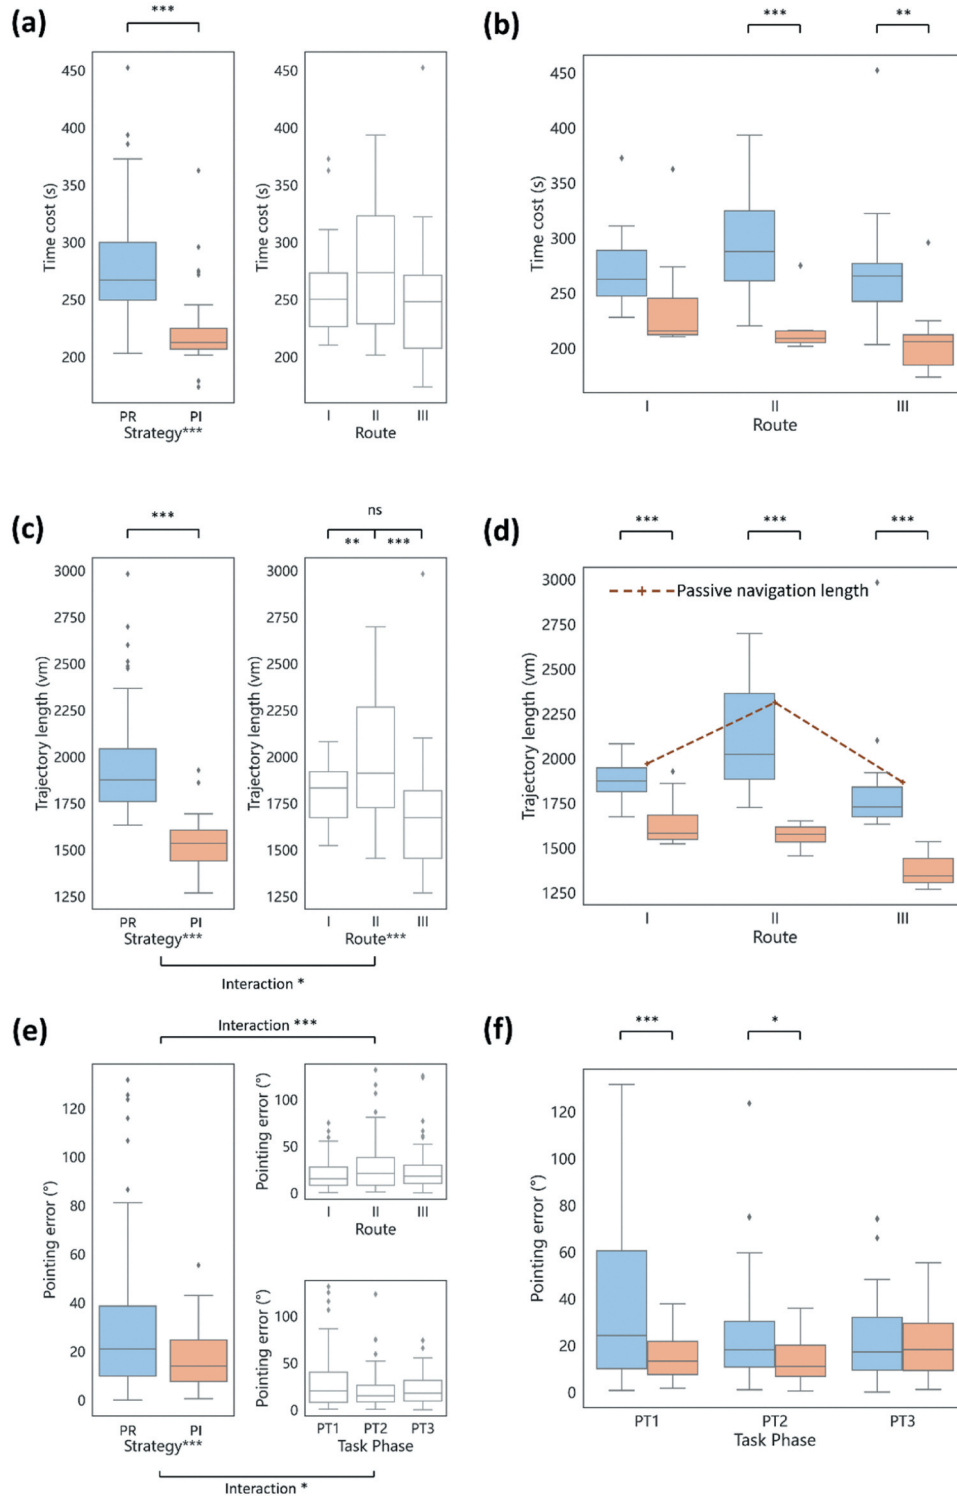 (a)
***
Time cost (s)
450
400
350
300
250
200
PR PI
Strategy***
Time cost (s)
450
400
350
300
250
200
I II III
Route
(b)
*** **
Time cost (s)
450
400
350
300
250
200
I II III
Route
(c)
***
Trajectory length (vm)
3000
2750
2500
2250
2000
1750
1500
1250
PR PI
Strategy***
ns
** ***
Trajectory length (vm)
3000
2750
2500
2250
2000
1750
1500
1250
I II III
Route***
Interaction *
(d)
*** *** ***
Passive navigation length
Trajectory length (vm)
3000
2750
2500
2250
2000
1750
1500
1250
I II III
Route
(e)
Interaction ***
Pointing error (°)
120
100
80
60
40
20
0
PR PI
Strategy***
Pointing error (°)
100
50
0
I II III
Route
Pointing error (°)
100
50
0
PT1 PT2 PT3
Task Phase
Interaction *
(f)
*** *
Pointing error (°)
120
100
80
60
40
20
0
PT1 PT2 PT3
Task Phase